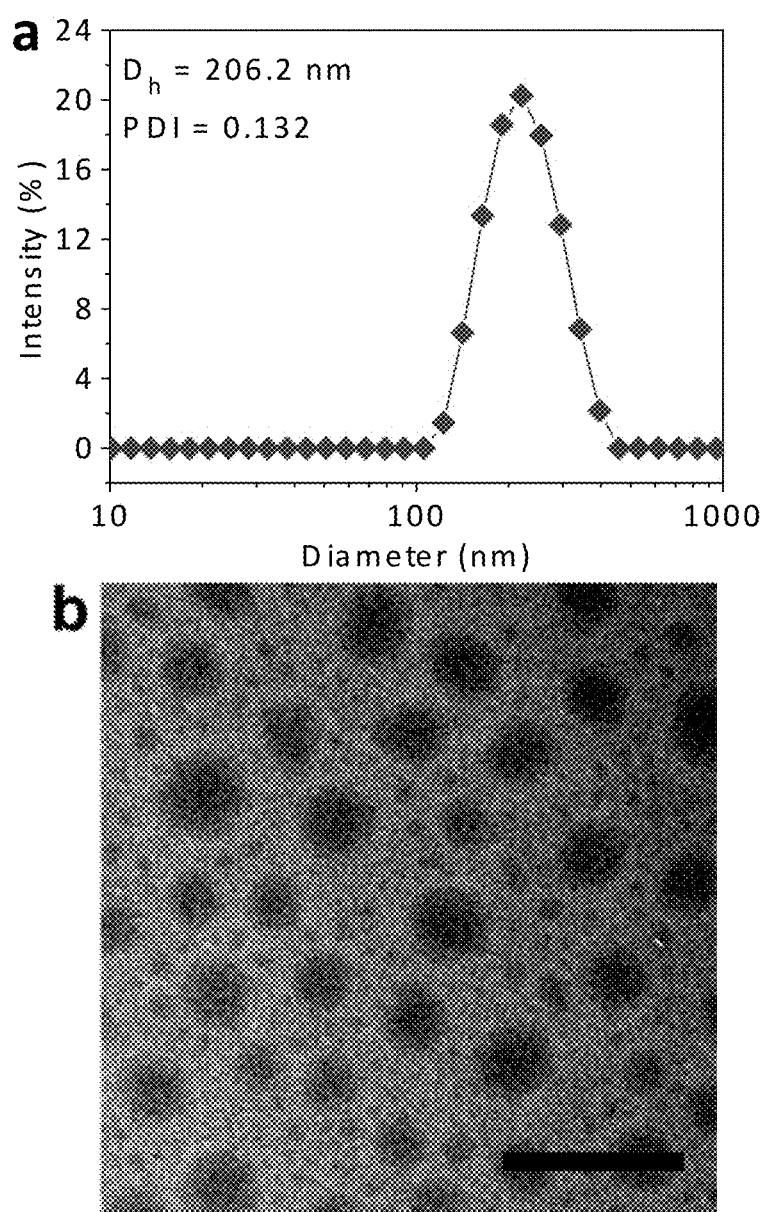 a
D_h = 206.2 nm
PDI = 0.132
Intensity (%)
24
20
16
12
8
4
0
10 100 1000
Diameter (nm)
b